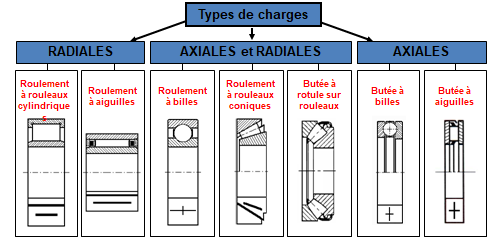 Types de charges
RADIALES
AXIALES et RADIALES
AXIALES
Roulement
à rouleaux
cylindrique
s
Roulement
à aiguilles
Roulement
à billes
Roulement
à rouleaux
coniques
Butée à
rotule sur
rouleaux
Butée à
billes
Butée à
aiguilles